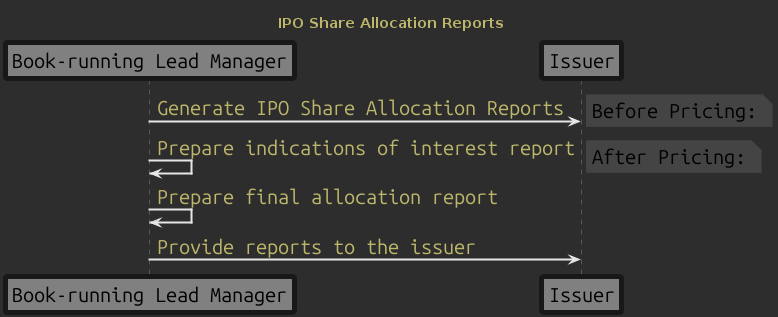 IPO Share Allocation Reports
Book-running Lead Manager
Issuer
Generate IPO Share Allocation Reports
Before Pricing:
Prepare indications of interest report
After Pricing:
Prepare final allocation report
Provide reports to the issuer
Book-running Lead Manager
Issuer